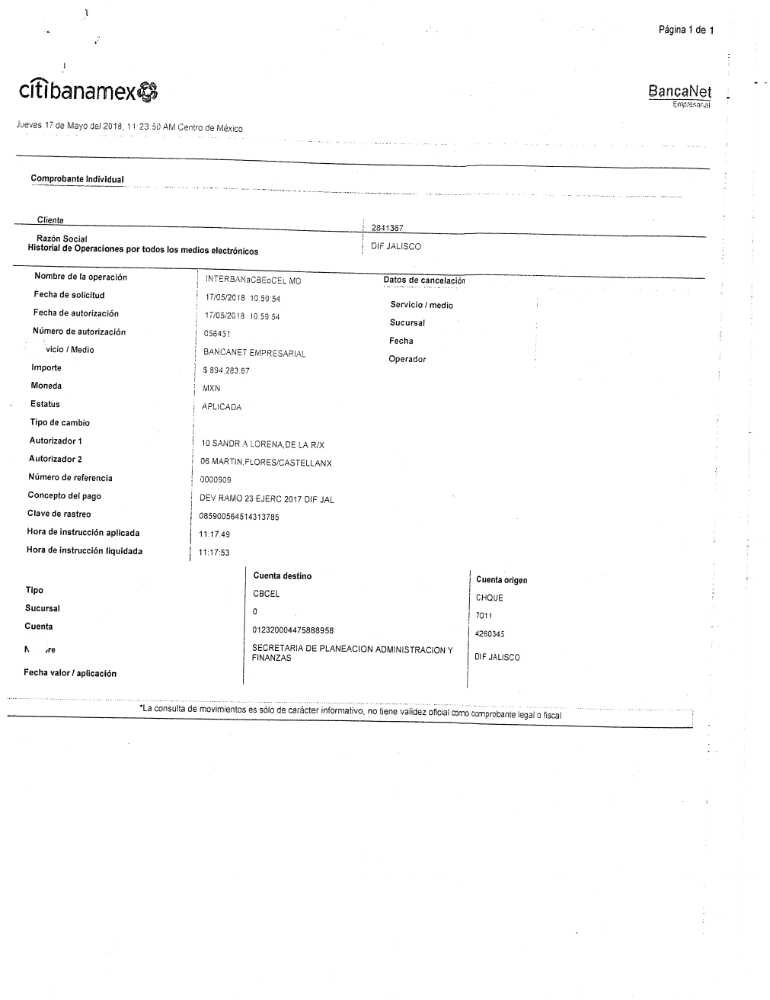 Página 1 de 1
citibanamex
BancaNet
Empresarial
Jueves 17 de Mayo del 2018, 11:23:50 AM Centro de México
Comprobante Individual
Cliente 2841367
Razón Social DIF JALISCO
Historial de Operaciones por todos los medios electrónicos
Nombre de la operación INTERBANaCBEoCEL MD Datos de cancelación
Fecha de solicitud 17/05/2018 10:59:54 Servicio / medio
Fecha de autorización 17/05/2018 10:59:54 Sucursal
Número de autorización 056451 Fecha
vicio / Medio BANCANET EMPRESARIAL Operador
Importe $ 894,283.67
Moneda MXN
Estatus APLICADA
Tipo de cambio
Autorizador 1 10 SANDR A LORENA,DE LA R/X
Autorizador 2 06 MARTIN,FLORES/CASTELLANX
Número de referencia 0000909
Concepto del pago DEV RAMO 23 EJERC 2017 DIF JAL
Clave de rastreo 085900564514313785
Hora de instrucción aplicada 11:17:49
Hora de instrucción liquidada 11:17:53
Cuenta destino Cuenta origen
Tipo CBCEL CHQUE
Sucursal 0 7011
Cuenta 012320004475888958 4260345
re SECRETARIA DE PLANEACION ADMINISTRACION Y
FINANZAS DIF JALISCO
Fecha valor / aplicación
*La consulta de movimientos es sólo de carácter informativo, no tiene validez oficial como comprobante legal o fiscal